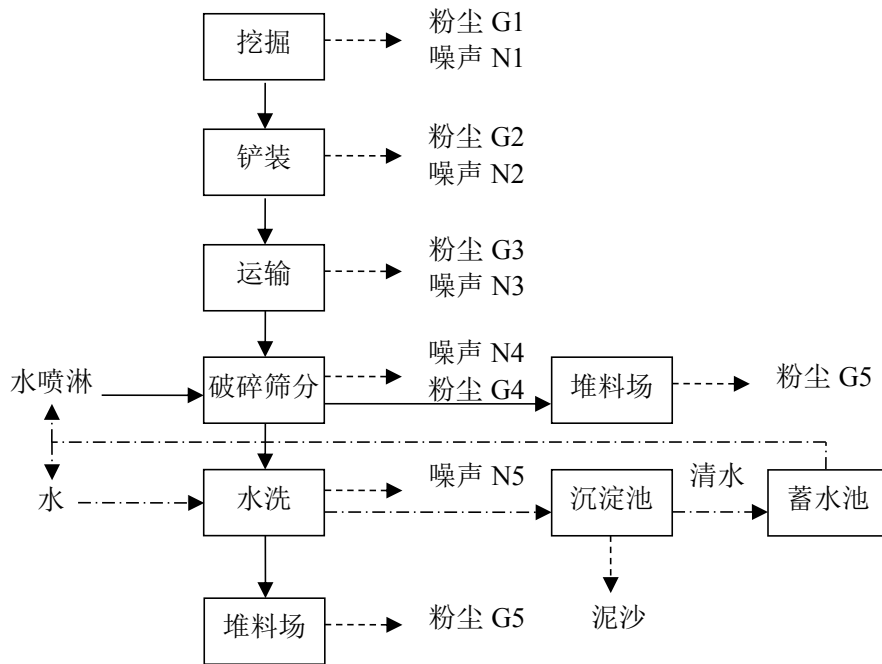 挖掘
粉尘 G1
噪声 N1
铲装
粉尘 G2
噪声 N2
运输
粉尘 G3
噪声 N3
水喷淋
破碎筛分
噪声 N4
粉尘 G4
堆料场
粉尘 G5
水
水洗
噪声 N5
沉淀池
清水
蓄水池
堆料场
粉尘 G5
泥沙